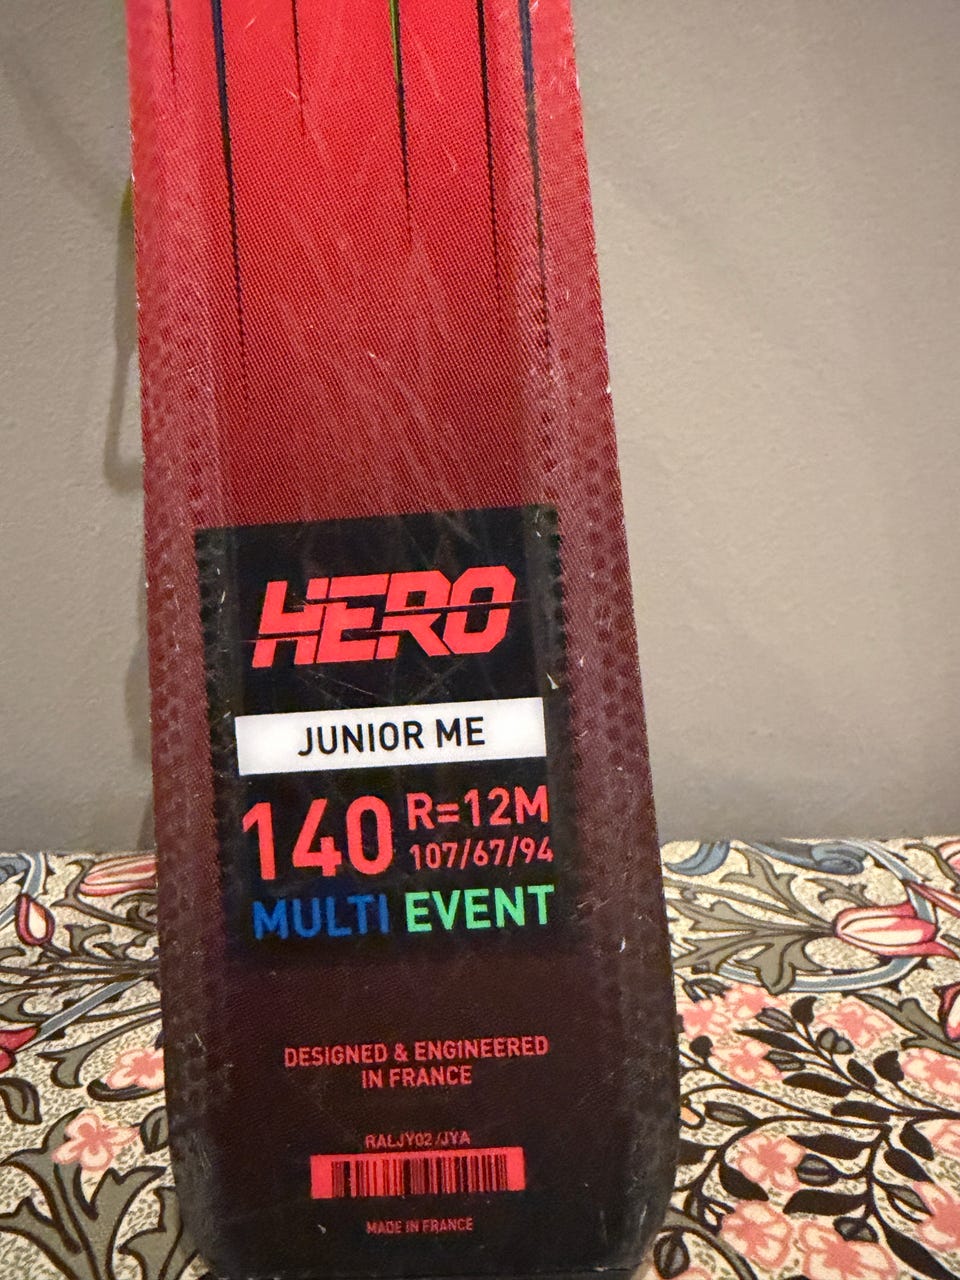 HERO
JUNIOR ME
140 R=12M
107/67/94
MULTI EVENT
DESIGNED & ENGINEERED
IN FRANCE
RALJY02/JYA
MADE IN FRANCE